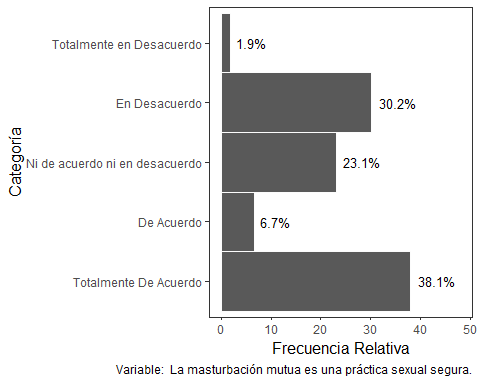 Totalmente en Desacuerdo
1.9%
En Desacuerdo
30.2%
Ni de acuerdo ni en desacuerdo
23.1%
De Acuerdo
6.7%
Totalmente De Acuerdo
38.1%
Categoría
0 10 20 30 40 50
Frecuencia Relativa
Variable: La masturbación mutua es una práctica sexual segura.